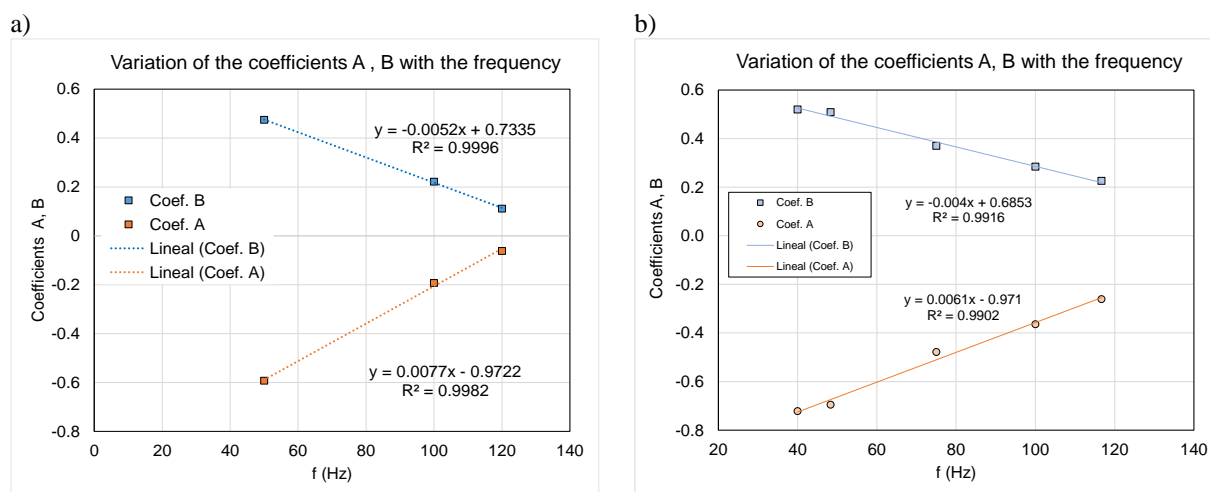 a)
Variation of the coefficients A , B with the frequency
0.6
0.4
0.2
0
-0.2
-0.4
-0.6
-0.8
Coefficients A, B
y = -0.0052x + 0.7335
R² = 0.9996
Coef. B
Coef. A
Lineal (Coef. B)
Lineal (Coef. A)
y = 0.0077x - 0.9722
R² = 0.9982
0 20 40 60 80 100 120 140
f (Hz)
b)
Variation of the coefficients A, B with the frequency
0.6
0.4
0.2
0.0
-0.2
-0.4
-0.6
-0.8
Coefficients A, B
Coef. B
Coef. A
Lineal (Coef. B)
Lineal (Coef. A)
y = -0.004x + 0.6853
R² = 0.9916
y = 0.0061x - 0.971
R² = 0.9902
20 40 60 80 100 120 140
f (Hz)